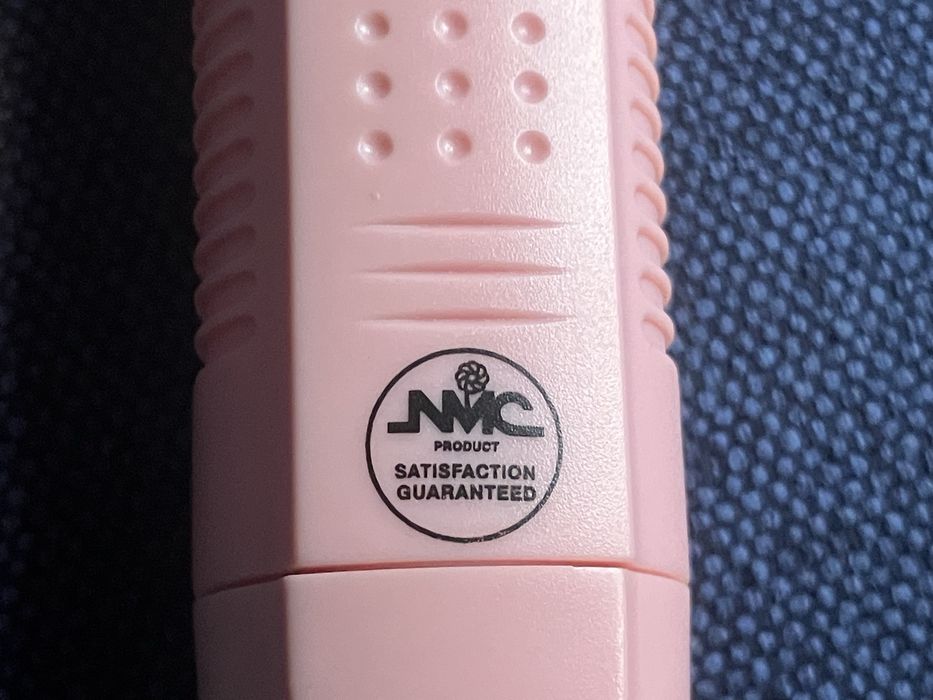 NMC
PRODUCT
SATISFACTION
GUARANTEED